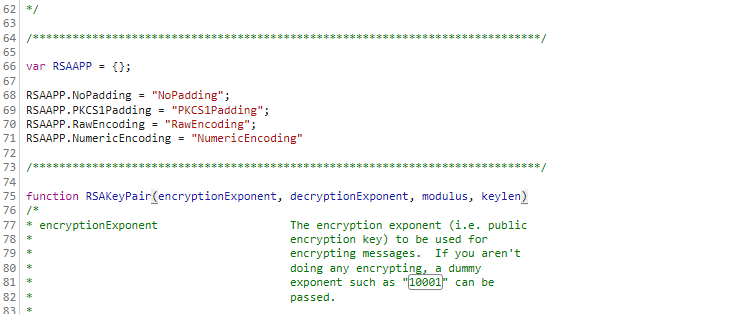 62 */
63
64 /*****************************************************************************/
65
66 var RSAAPP = {};
67
68 RSAAPP.NoPadding = "NoPadding";
69 RSAAPP.PKCS1Padding = "PKCS1Padding";
70 RSAAPP.RawEncoding = "RawEncoding";
71 RSAAPP.NumericEncoding = "NumericEncoding"
72
73 /*****************************************************************************/
74
75 function RSAKeyPair(encryptionExponent, decryptionExponent, modulus, keylen)
76 /*
77 * encryptionExponent                    The encryption exponent (i.e. public
78 *                                       encryption key) to be used for
79 *                                       encrypting messages.  If you aren't
80 *                                       doing any encrypting, a dummy
81 *                                       exponent such as "10001" can be
82 *                                       passed.
83 *